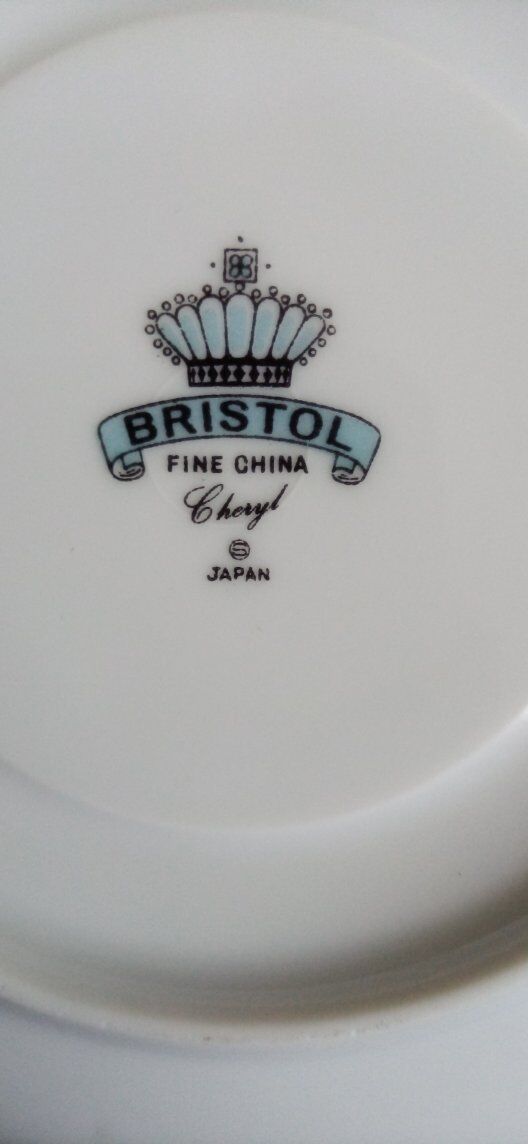 BRISTOL
FINE CHINA
Cheryl
S
JAPAN